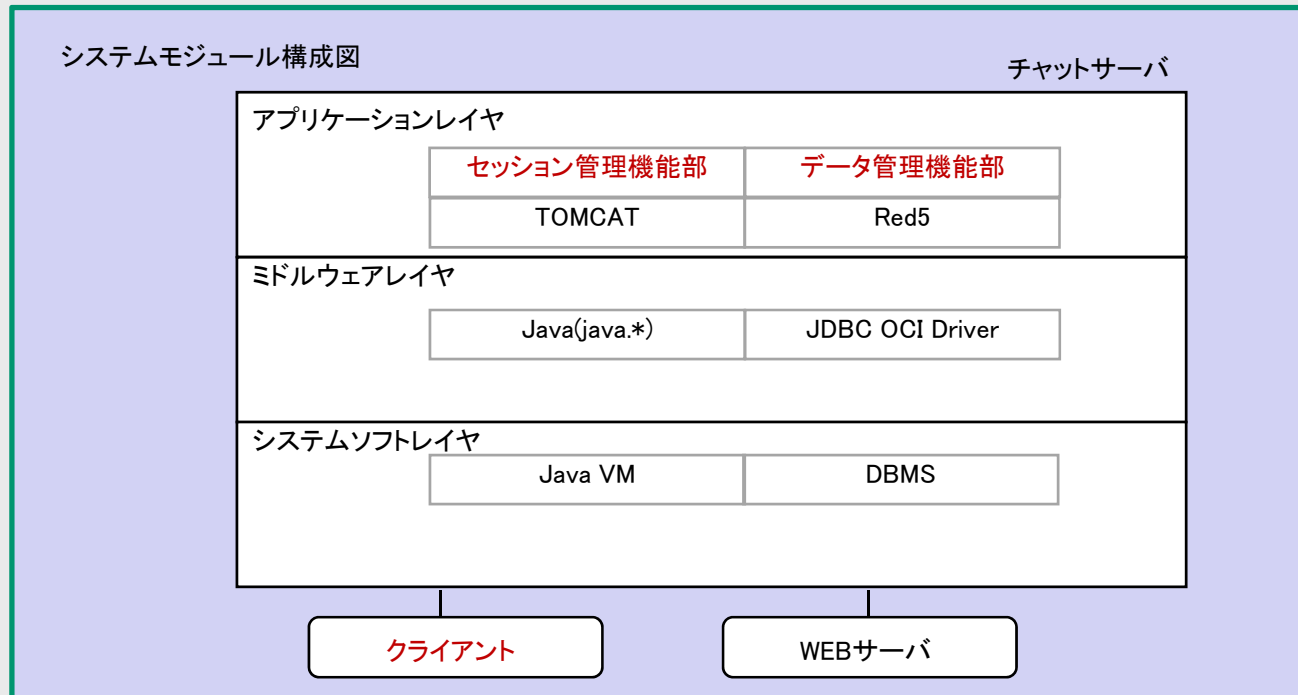 システムモジュール構成図
チャットサーバ
アプリケーションレイヤ
セッション管理機能部
データ管理機能部
TOMCAT
Red5
ミドルウェアレイヤ
Java(java.*)
JDBC OCI Driver
システムソフトレイヤ
Java VM
DBMS
クライアント
WEBサーバ